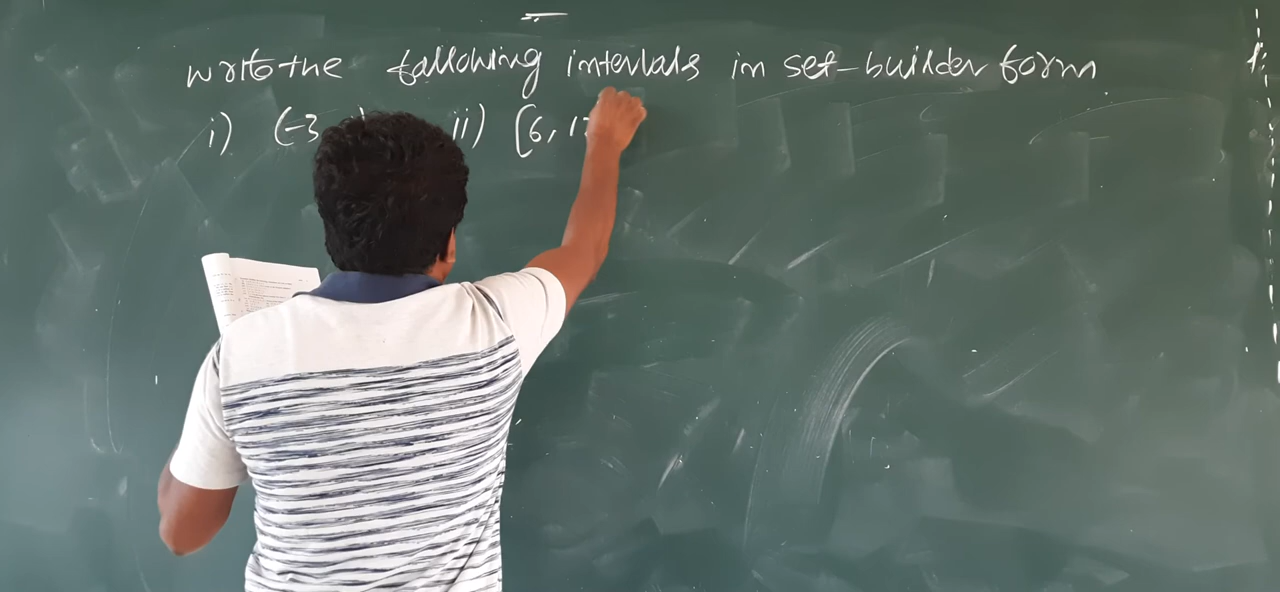 write the following intervals in set-builder form
i) (-3 ) ii) [6, 1